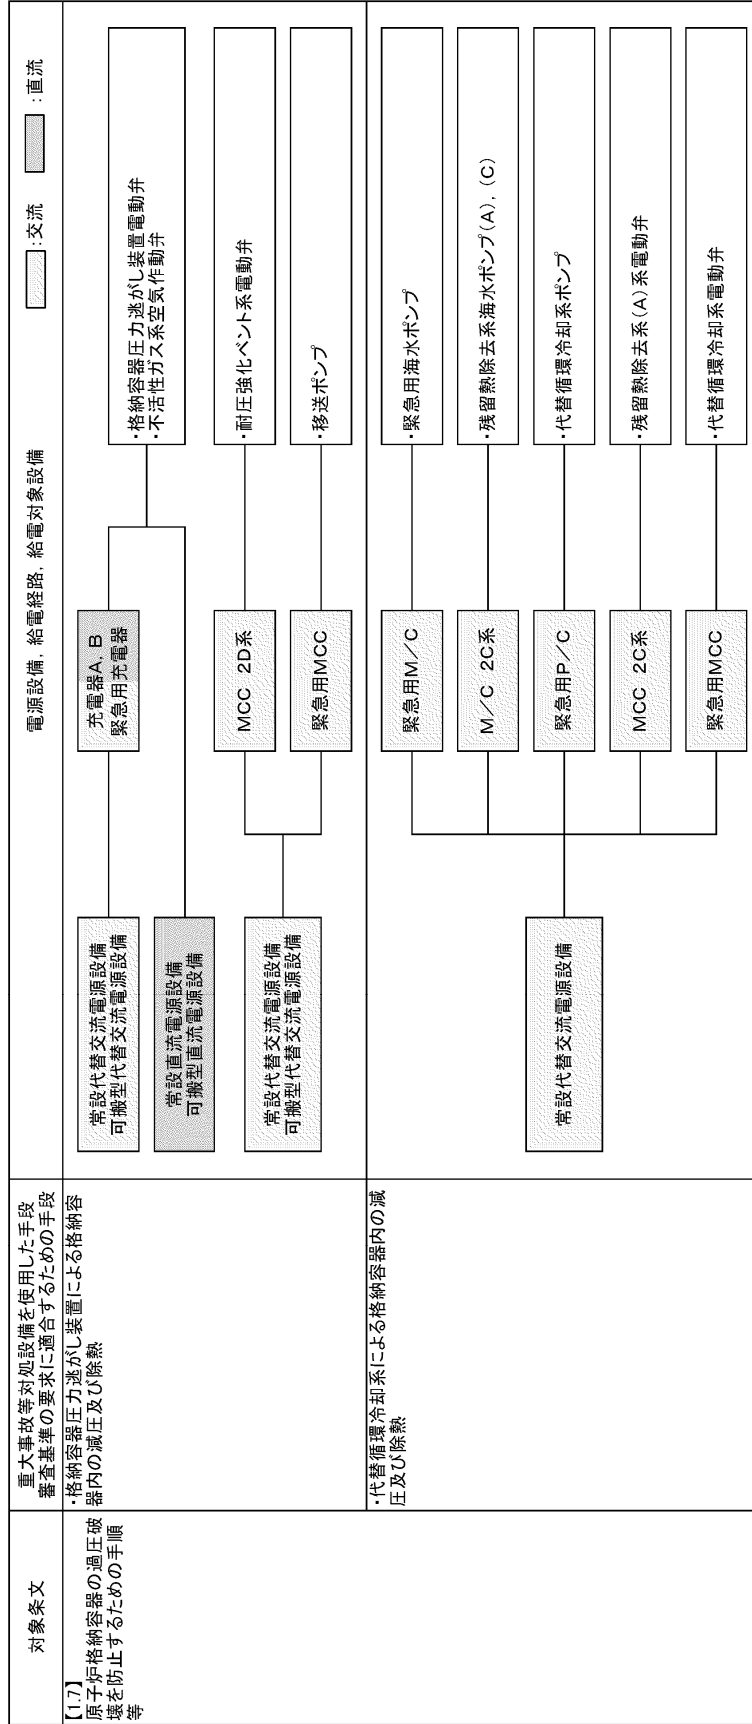 対象条文
重大事故等対処設備を使用した手段
審査基準の要求に適合するための手段
電源設備，給電経路，給電対象設備
:交流
:直流
【1.7】
原子炉格納容器の過圧破
壊を防止するための手順
等
・格納容器圧力逃がし装置による格納容
器内の減圧及び除熱
常設代替交流電源設備
可搬型代替交流電源設備
充電器A，B
緊急用充電器
・格納容器圧力逃がし装置電動弁
・不活性ガス系空気作動弁
常設直流電源設備
可搬型直流電源設備
常設代替交流電源設備
可搬型代替交流電源設備
MCC 2D系
・耐圧強化ベント系電動弁
緊急用MCC
・移送ポンプ
・代替循環冷却系による格納容器内の減
圧及び除熱
常設代替交流電源設備
緊急用M／C
・緊急用海水ポンプ
M／C 2C系
・残留熱除去系海水ポンプ(A)，(C)
緊急用P／C
・代替循環冷却系ポンプ
MCC 2C系
・残留熱除去系(A)系電動弁
緊急用MCC
・代替循環冷却系電動弁